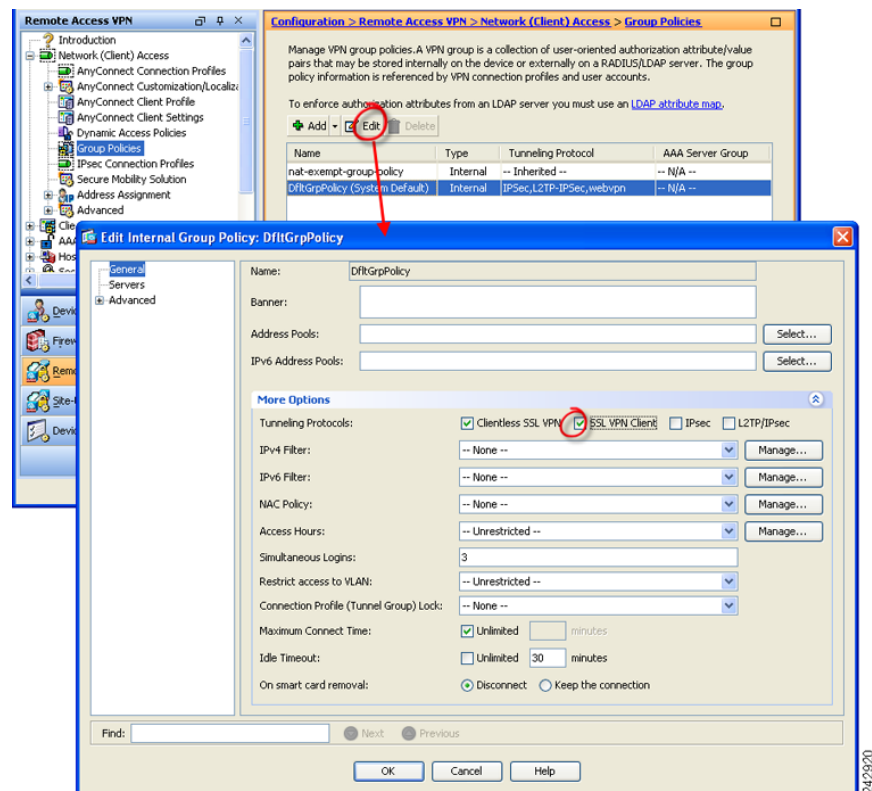 Remote Access VPN
Introduction
Network (Client) Access
AnyConnect Connection Profiles
AnyConnect Customization/Localiz
AnyConnect Client Profile
AnyConnect Client Settings
Dynamic Access Policies
Group Policies
IPsec Connection Profiles
Secure Mobility Solution
Address Assignment
Advanced
Clie
AAA
Hos
Sec
Devi
Firew
Remo
Site-t
Devic
Configuration > Remote Access VPN > Network (Client) Access > Group Policies
Manage VPN group policies.A VPN group is a collection of user-oriented authorization attribute/value
pairs that may be stored internally on the device or externally on a RADIUS/LDAP server. The group
policy information is referenced by VPN connection profiles and user accounts.
To enforce authorization attributes from an LDAP server you must use an LDAP attribute map.
Add Edit Delete
Name Type Tunneling Protocol AAA Server Group
nat-exempt-group-policy Internal -- Inherited -- -- N/A --
DfltGrpPolicy (System Default) Internal IPSec,L2TP-IPSec,webvpn -- N/A --
Edit Internal Group Policy: DfltGrpPolicy
General
Servers
Advanced
Name: DfltGrpPolicy
Banner:
Address Pools: Select...
IPv6 Address Pools: Select...
More Options
Tunneling Protocols: Clientless SSL VPN SSL VPN Client IPsec L2TP/IPsec
IPv4 Filter: -- None -- Manage...
IPv6 Filter: -- None -- Manage...
NAC Policy: -- None -- Manage...
Access Hours: -- Unrestricted -- Manage...
Simultaneous Logins: 3
Restrict access to VLAN: -- Unrestricted --
Connection Profile (Tunnel Group) Lock: -- None --
Maximum Connect Time: Unlimited minutes
Idle Timeout: Unlimited 30 minutes
On smart card removal: Disconnect Keep the connection
Find: Next Previous
OK Cancel Help
242920